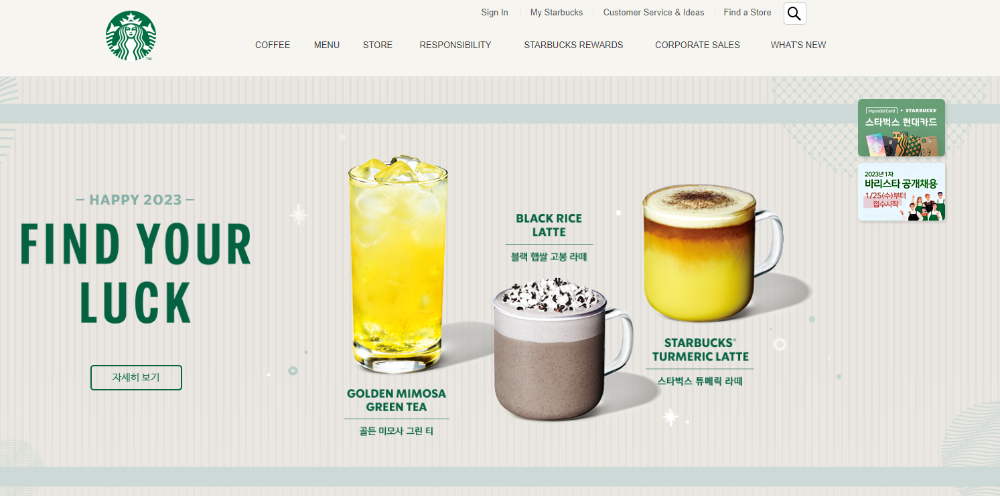 Sign In
My Starbucks
Customer Service & Ideas
Find a Store
TM
COFFEE
MENU
STORE
RESPONSIBILITY
STARBUCKS REWARDS
CORPORATE SALES
WHAT'S NEW
Hyundai Card + STARBUCKS
스타벅스 현대카드
2023년 1차
바리스타 공개채용
1/25(수)부터
접수시작
– HAPPY 2023 –
FIND YOUR
LUCK
자세히 보기
GOLDEN MIMOSA
GREEN TEA
골든 미모사 그린 티
BLACK RICE
LATTE
블랙 햅쌀 고봉 라떼
STARBUCKS®
TURMERIC LATTE
스타벅스 튜메릭 라떼